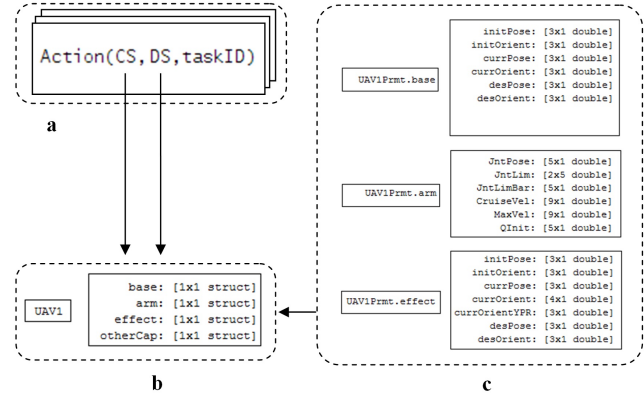 Action(CS,DS,taskID)
a
UAV1
base: [1x1 struct]
arm: [1x1 struct]
effect: [1x1 struct]
otherCap: [1x1 struct]
b
UAV1Prmt.base
initPose: [3x1 double]
initOrient: [3x1 double]
currPose: [3x1 double]
currOrient: [3x1 double]
desPose: [3x1 double]
desOrient: [3x1 double]
UAV1Prmt.arm
JntPose: [5x1 double]
JntLim: [2x5 double]
JntLimBar: [5x1 double]
CruiseVel: [9x1 double]
MaxVel: [9x1 double]
QInit: [5x1 double]
UAV1Prmt.effect
initPose: [3x1 double]
initOrient: [3x1 double]
currPose: [3x1 double]
currOrient: [4x1 double]
currOrientYPR: [3x1 double]
desPose: [3x1 double]
desOrient: [3x1 double]
c